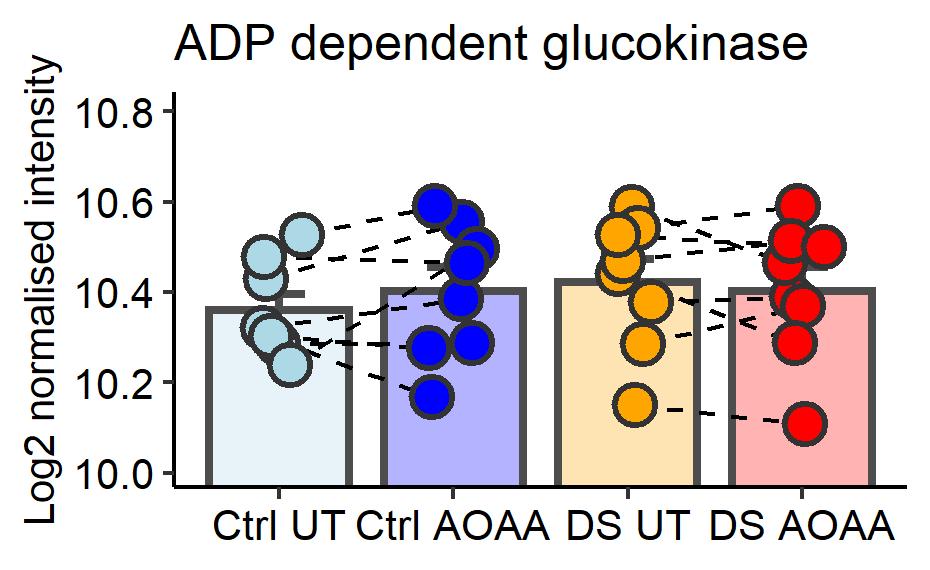 ADP dependent glucokinase
Log2 normalised intensity
10.8
10.6
10.4
10.2
10.0
Ctrl UT
Ctrl AOAA
DS UT
DS AOAA